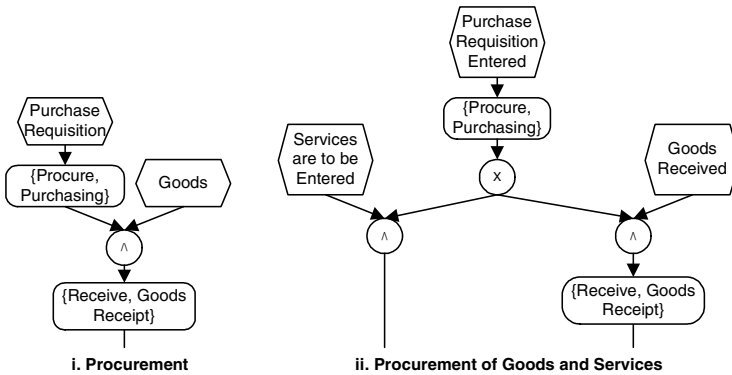 Purchase
Requisition
{Procure,
Purchasing}
Goods
∧
{Receive, Goods
Receipt}
i. Procurement
Purchase
Requisition
Entered
{Procure,
Purchasing}
Services
are to be
Entered
x
Goods
Received
∧
∧
{Receive, Goods
Receipt}
ii. Procurement of Goods and Services